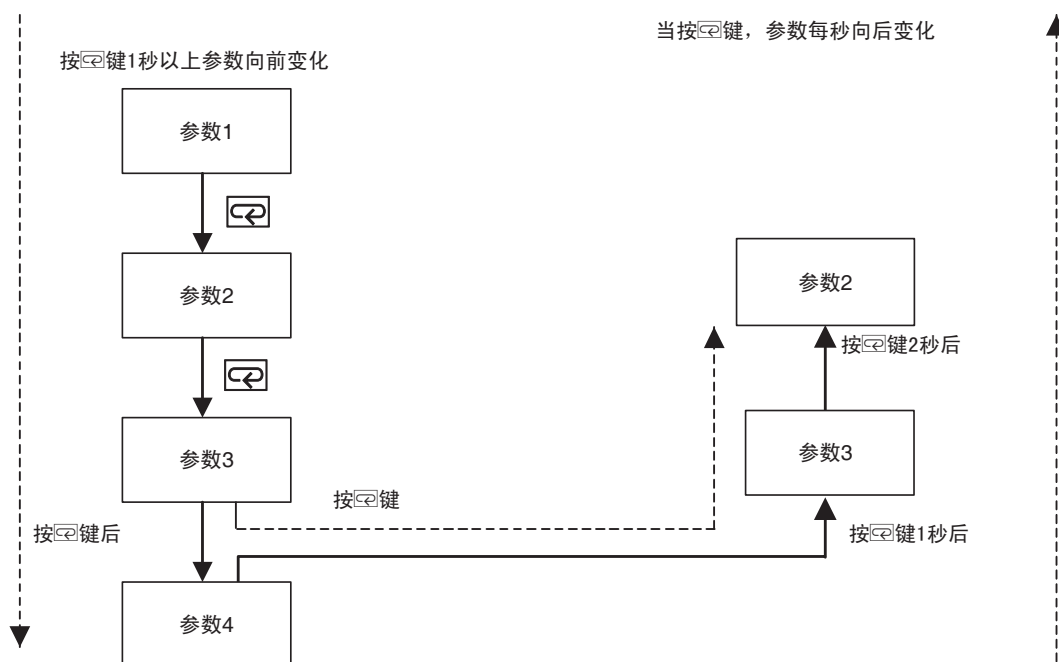 当按键，参数每秒向后变化
按键1秒以上参数向前变化
参数1
参数2
参数2
按键2秒后
参数3
参数3
按键
按键后
按键1秒后
参数4